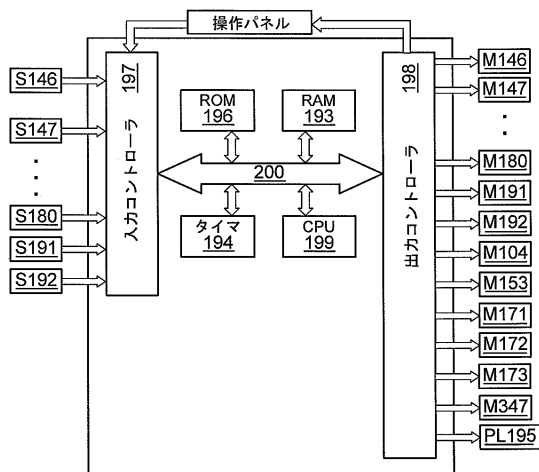 操作パネル
S146
S147
S180
S191
S192
197
入力コントローラ
ROM
196
RAM
193
200
タイマ
194
CPU
199
198
出力コントローラ
M146
M147
M180
M191
M192
M104
M153
M171
M172
M173
M347
PL195